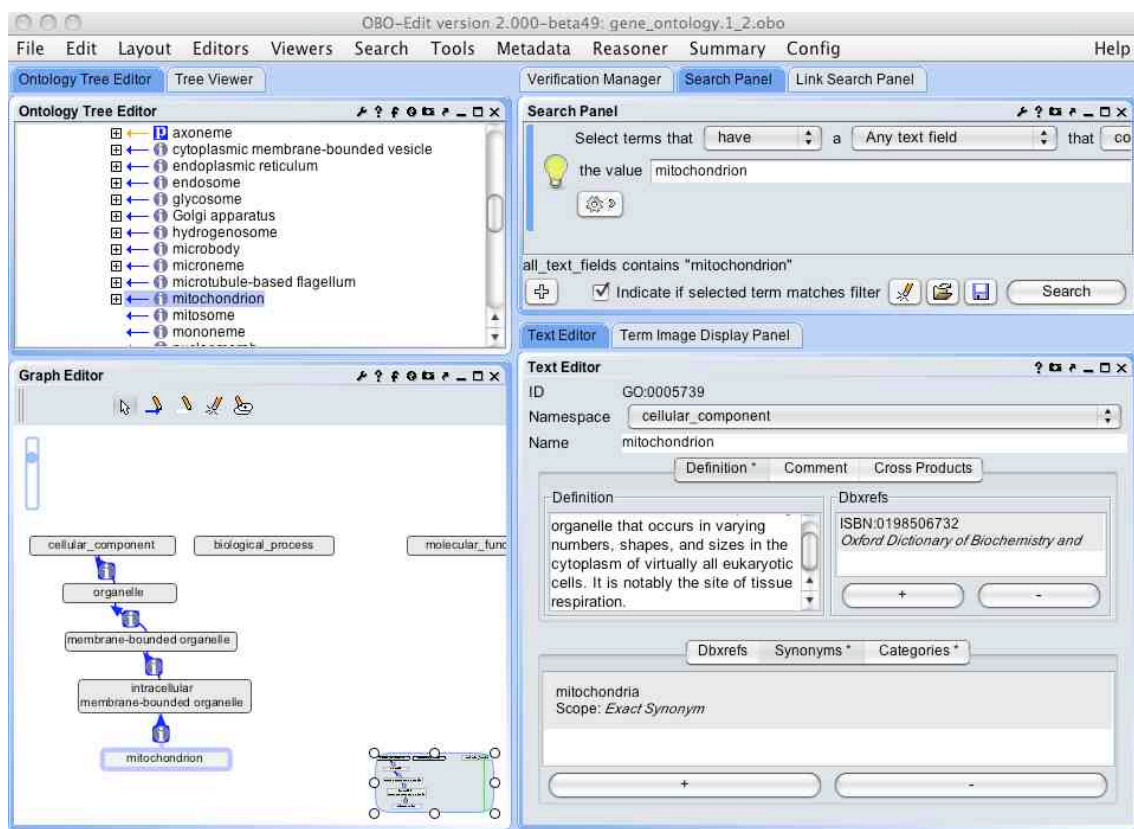 OBO-Edit version 2.000-beta49: gene_ontology.1_2.obo
File Edit Layout Editors Viewers Search Tools Metadata Reasoner Summary Config Help
Ontology Tree Editor Tree Viewer
Ontology Tree Editor
P axoneme
cytoplasmic membrane-bounded vesicle
endoplasmic reticulum
endosome
glycosome
Golgi apparatus
hydrogenosome
microbody
microneme
microtubule-based flagellum
mitochondrion
mitosome
mononeme
Verification Manager Search Panel Link Search Panel
Search Panel
Select terms that have a Any text field that co
the value mitochondrion
all_text_fields contains "mitochondrion"
Indicate if selected term matches filter Search
Graph Editor
cellular_component biological_process molecular_func
organelle
membrane-bounded organelle
intracellular
membrane-bounded organelle
mitochondrion
Text Editor Term Image Display Panel
Text Editor
ID GO:0005739
Namespace cellular_component
Name mitochondrion
Definition * Comment Cross Products
Definition
organelle that occurs in varying
numbers, shapes, and sizes in the
cytoplasm of virtually all eukaryotic
cells. It is notably the site of tissue
respiration.
Dbxrefs
ISBN:0198506732
Oxford Dictionary of Biochemistry and
+ -
Dbxrefs Synonyms * Categories *
mitochondria
Scope: Exact Synonym
+ -